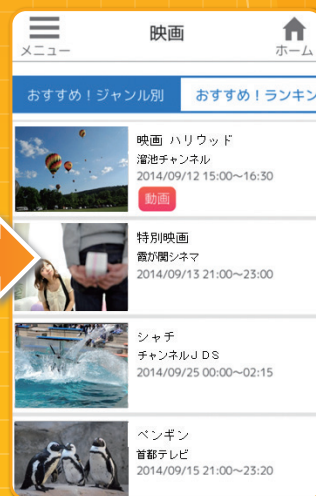 メニュー
映画
ホーム
おすすめ！ジャンル別
おすすめ！ランキン
映画 ハリウッド
溜池チャンネル
2014/09/12 15:00～16:30
動画
特別映画
霞が関シネマ
2014/09/13 21:00～23:00
シャチ
チャンネルＪＤＳ
2014/09/25 00:00～02:15
ペンギン
首都テレビ
2014/09/15 21:00～23:20